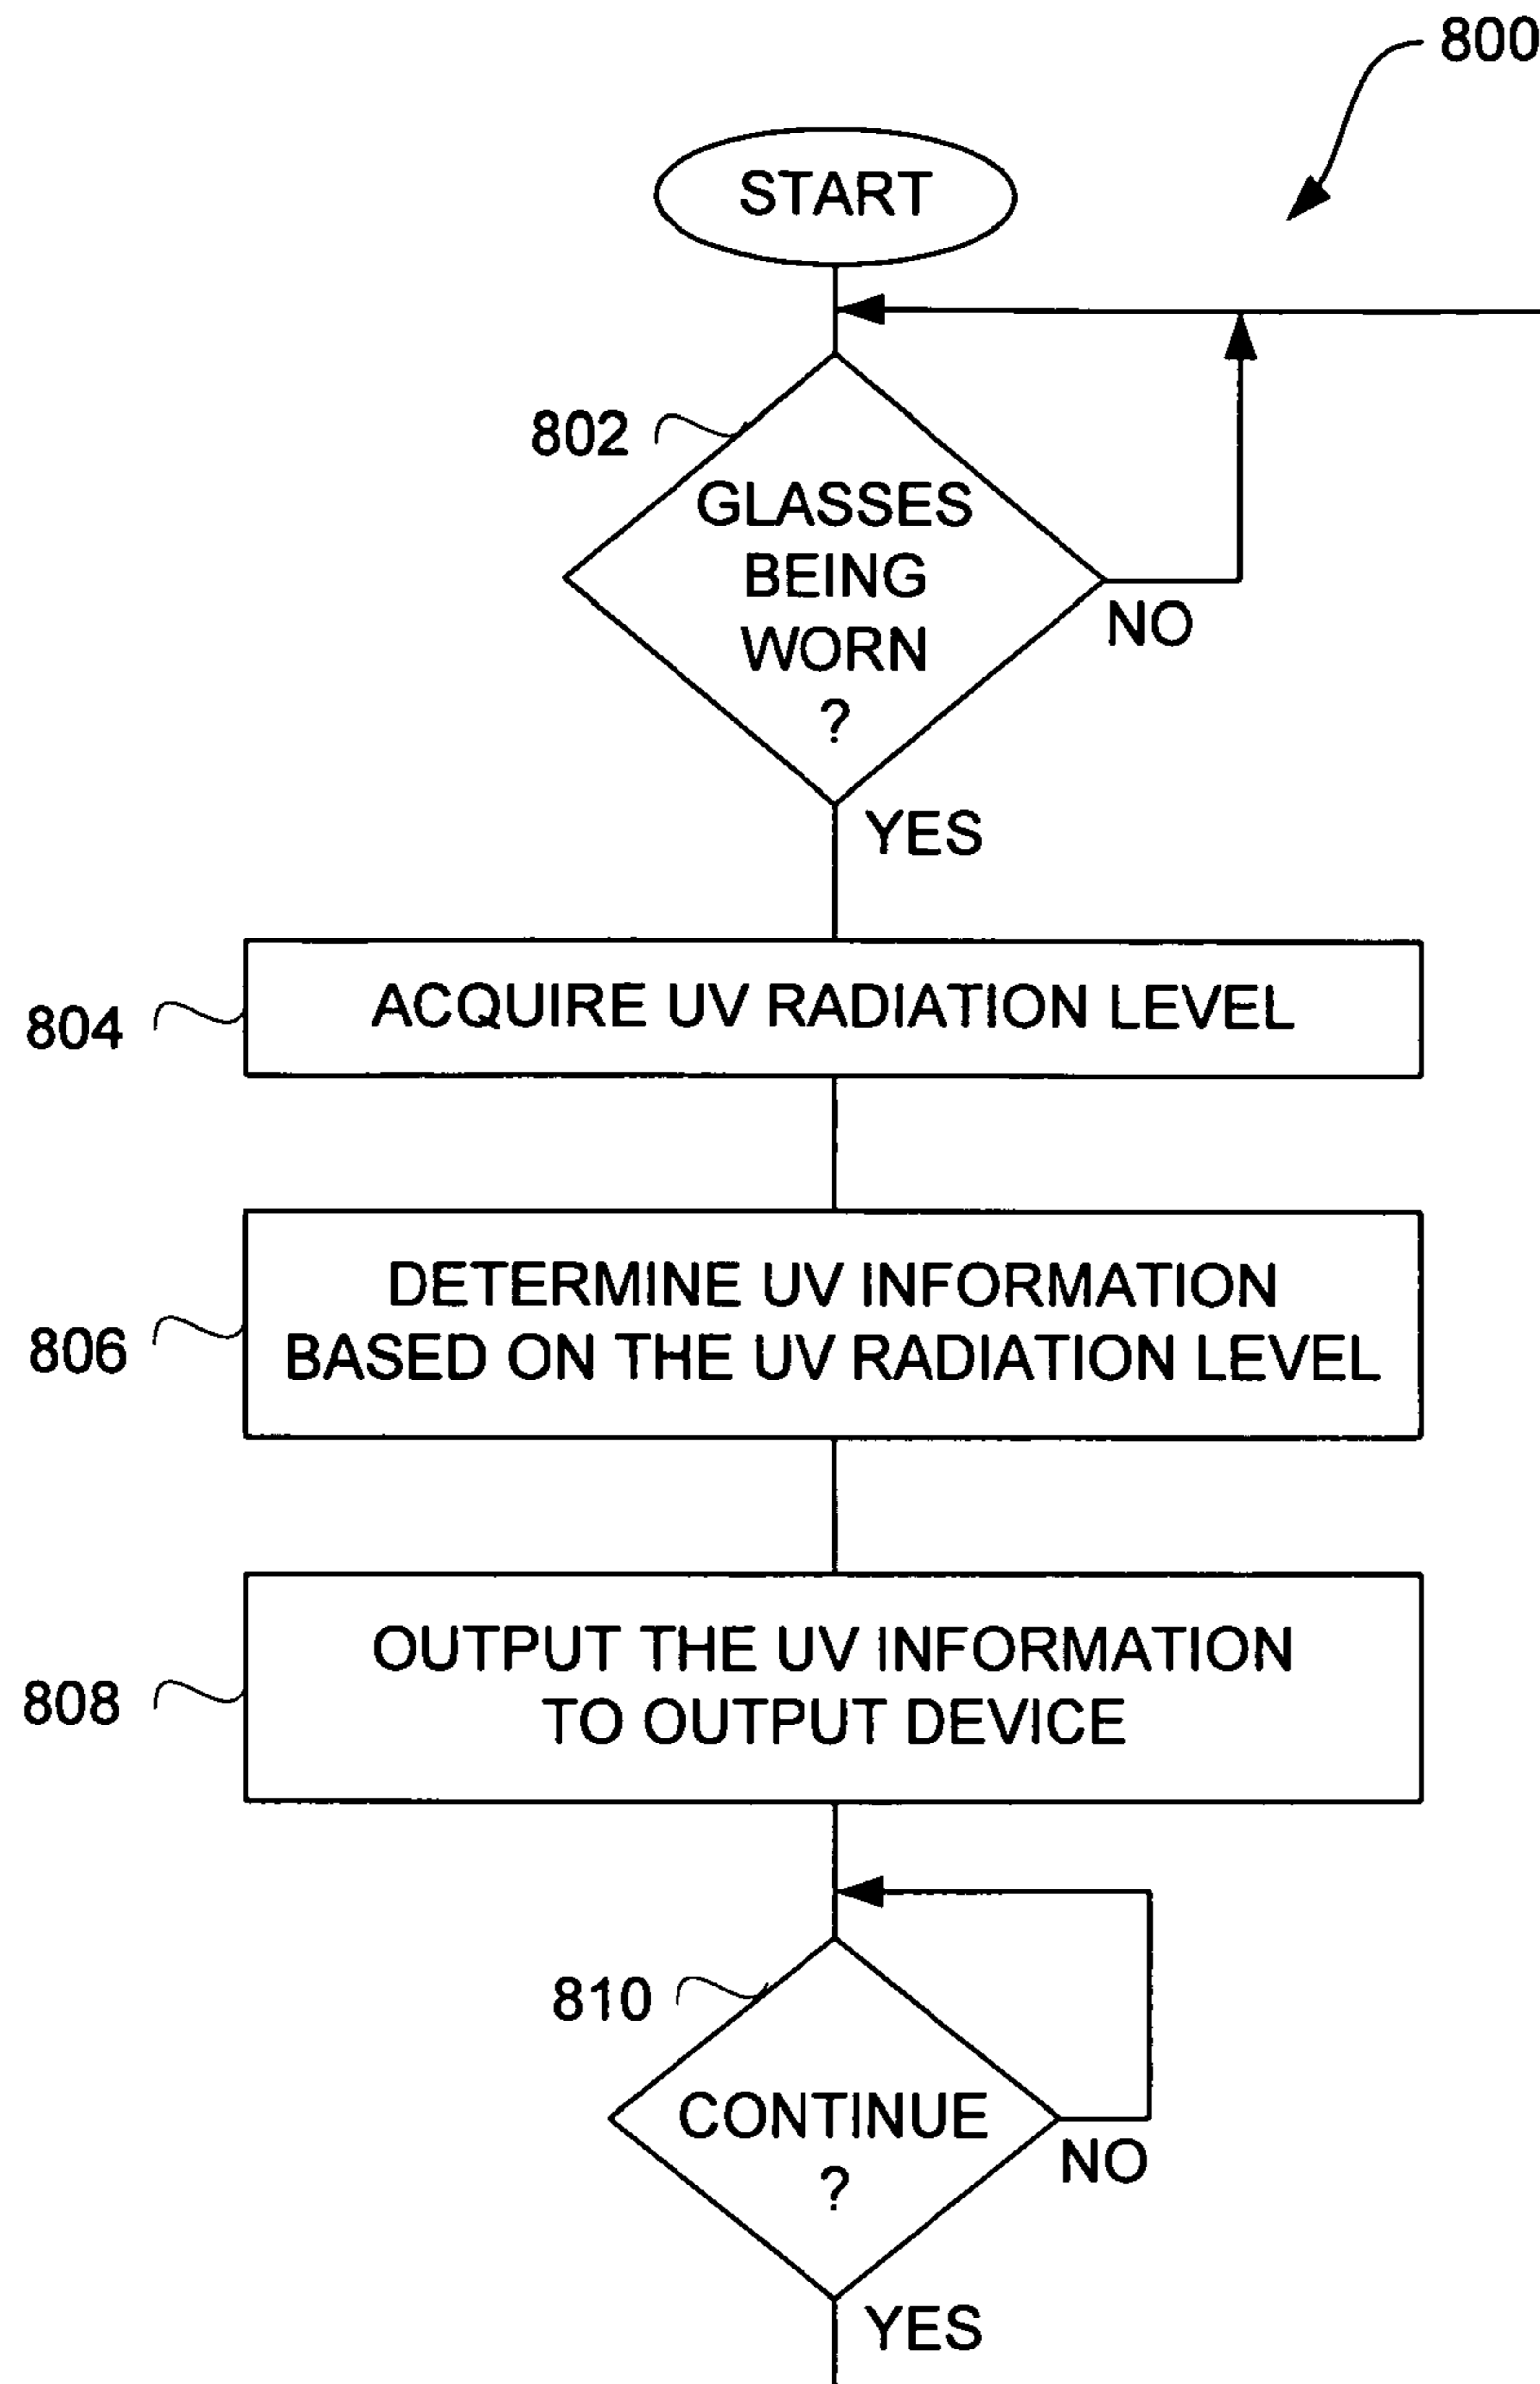 800
START
802
GLASSES
BEING
WORN
?
NO
YES
804
ACQUIRE UV RADIATION LEVEL
806
DETERMINE UV INFORMATION
BASED ON THE UV RADIATION LEVEL
808
OUTPUT THE UV INFORMATION
TO OUTPUT DEVICE
810
CONTINUE
?
NO
YES